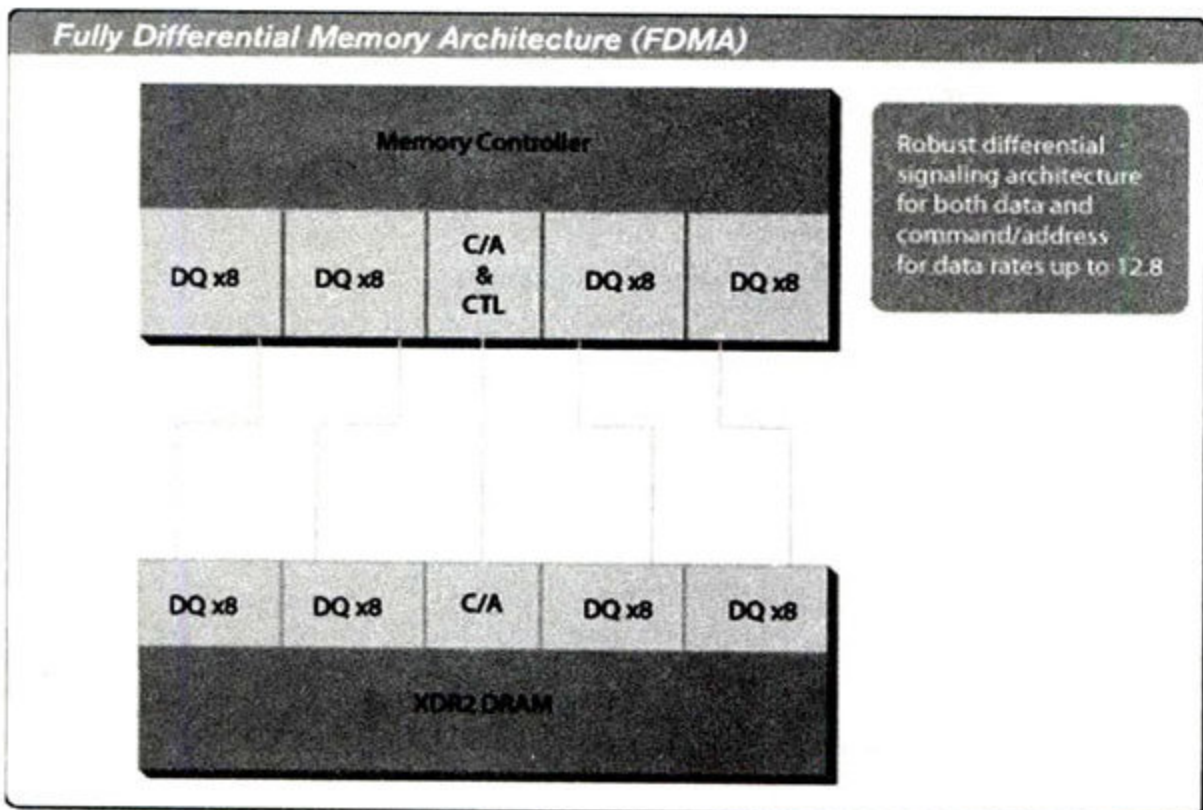 Fully Differential Memory Architecture (FDMA)
Memory Controller
Robust differential
signaling architecture
for both data and
command/address
for data rates up to 12.8
DQ x8
DQ x8
C/A
&
CTL
DQ x8
DQ x8
DQ x8
DQ x8
C/A
DQ x8
DQ x8
XDR2 DRAM